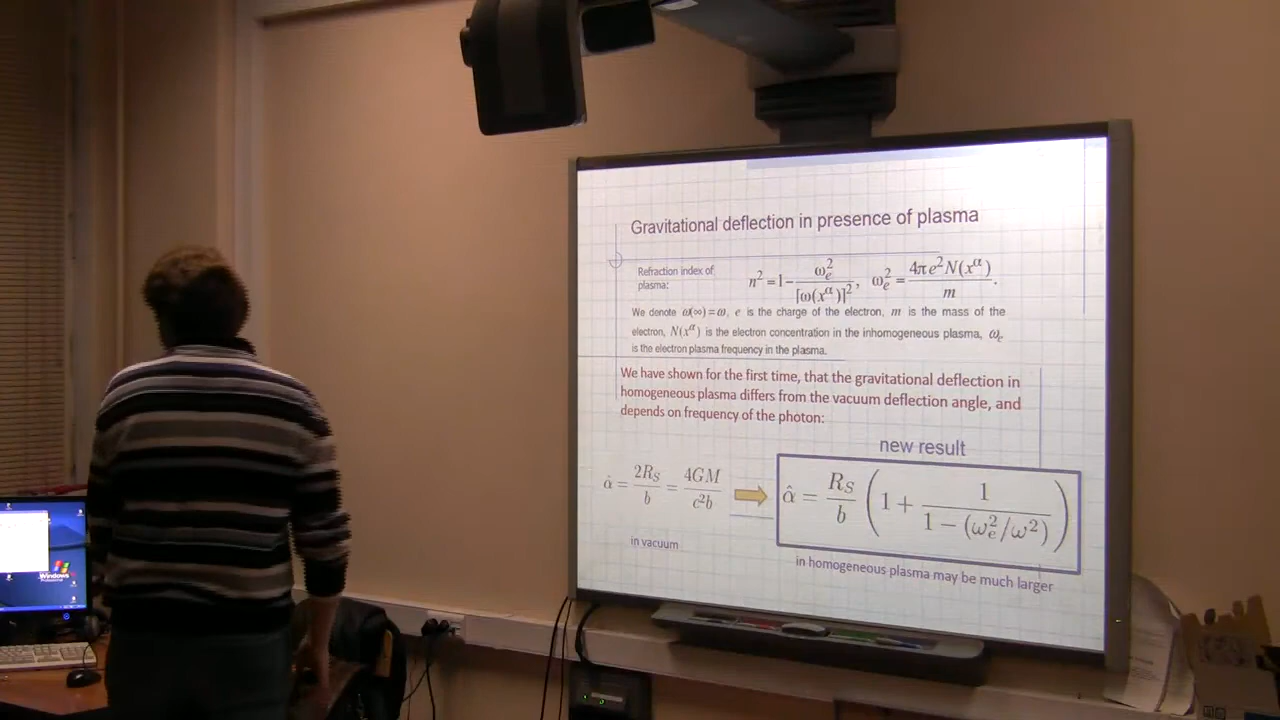 Gravitational deflection in presence of plasma
Refraction index of plasma: n² = 1 - ω_e² / [ω(x^α)]², ω_e² = 4πe²N(x^α) / m.
We denote ω(∞)=ω, e is the charge of the electron, m is the mass of the
electron, N(x^α) is the electron concentration in the inhomogeneous plasma, ω_e
is the electron plasma frequency in the plasma.
We have shown for the first time, that the gravitational deflection in
homogeneous plasma differs from the vacuum deflection angle, and
depends on frequency of the photon:
new result
α̂ = 2R_S / b = 4GM / c²b
α̂ = R_S / b (1 + 1 / (1 - (ω_e²/ω²)))
in vacuum
in homogeneous plasma may be much larger
Windows